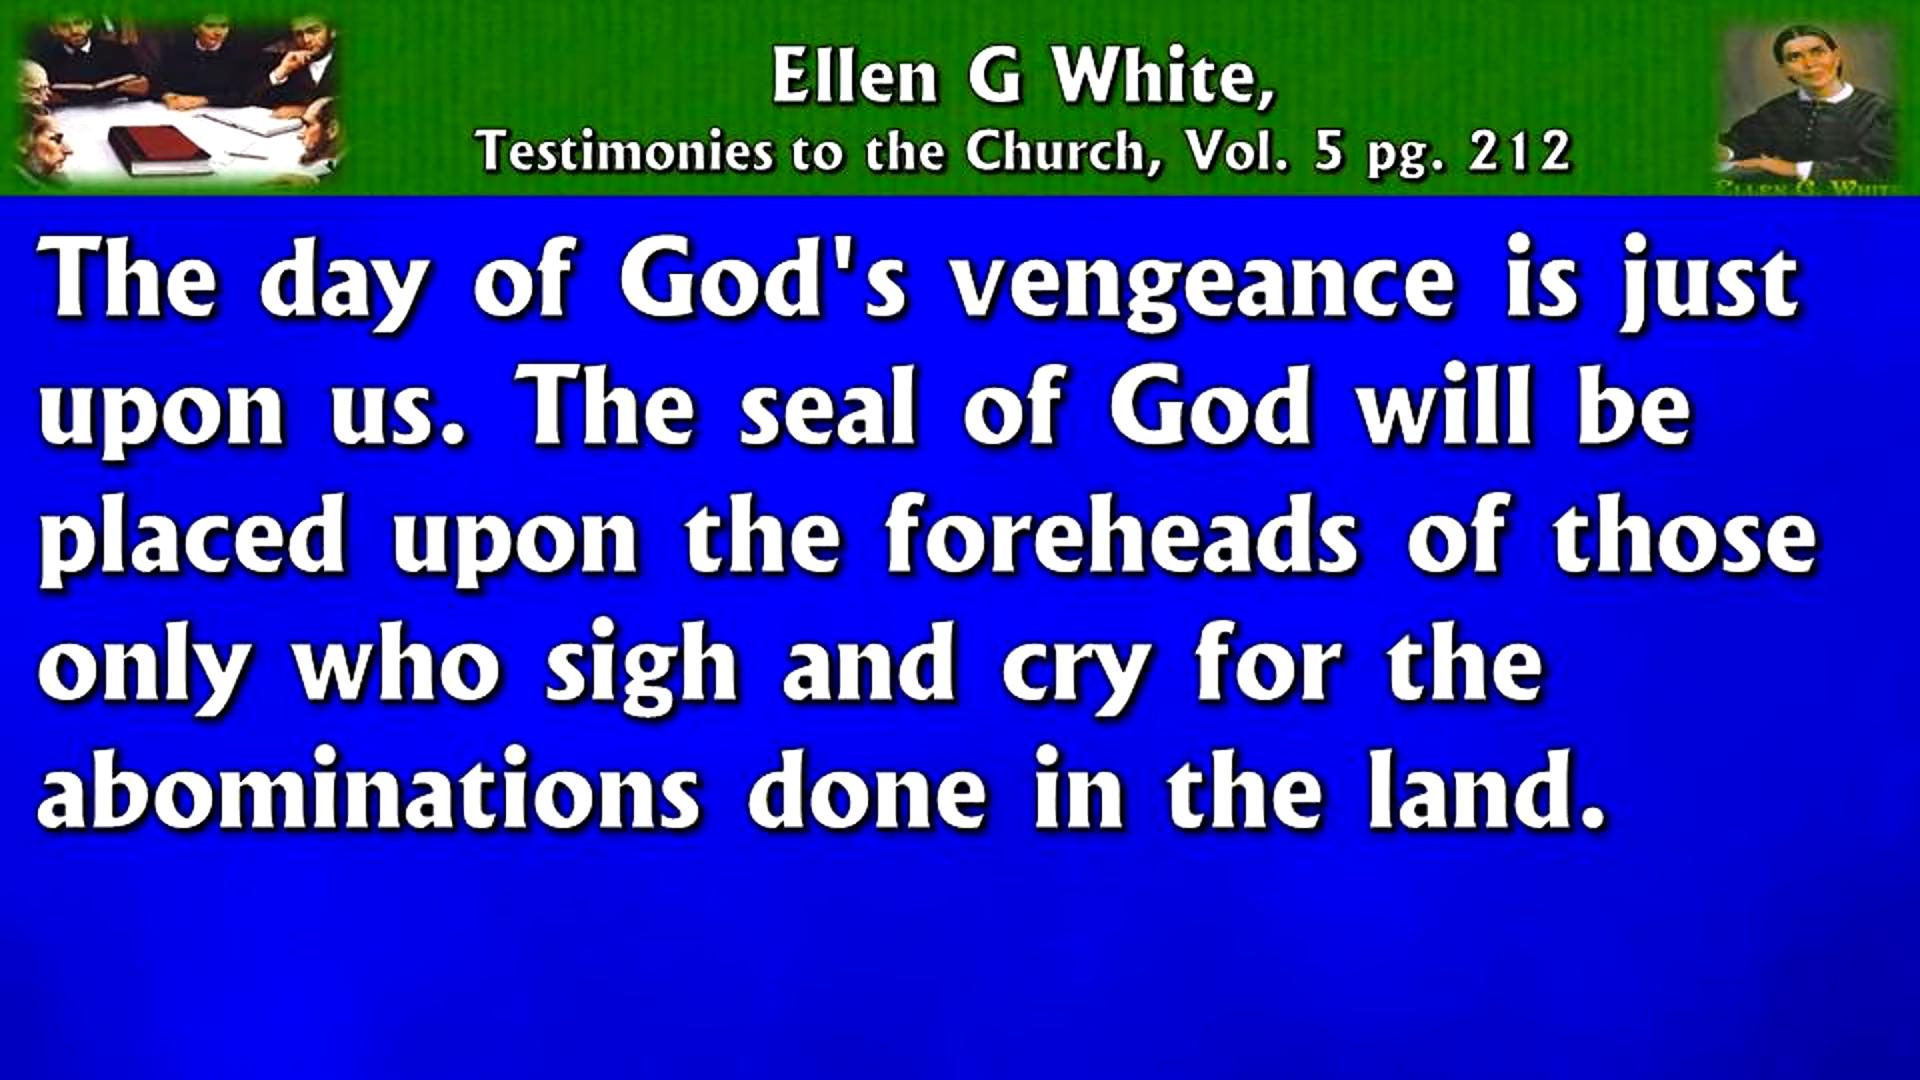 Ellen G White,
Testimonies to the Church, Vol. 5 pg. 212
ELLEN G. WHITE
The day of God's vengeance is just
upon us. The seal of God will be
placed upon the foreheads of those
only who sigh and cry for the
abominations done in the land.